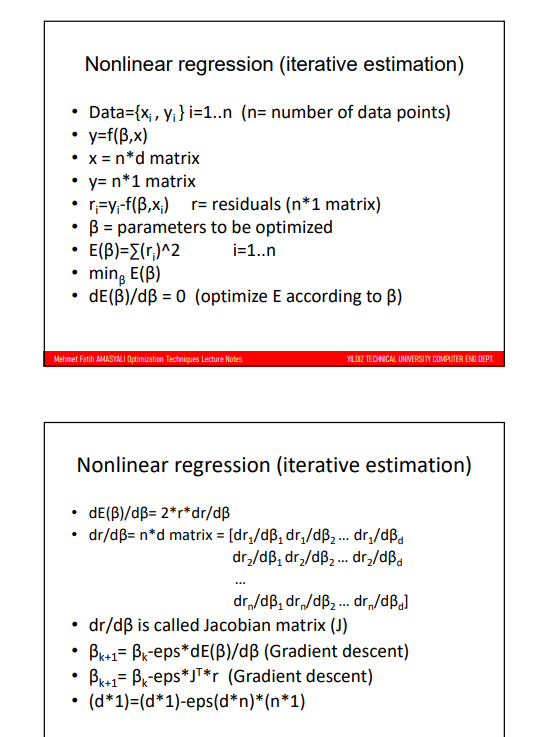 Nonlinear regression (iterative estimation)
• Data={xᵢ , yᵢ } i=1..n (n= number of data points)
• y=f(β,x)
• x = n*d matrix
• y= n*1 matrix
• rᵢ=yᵢ-f(β,xᵢ) r= residuals (n*1 matrix)
• β = parameters to be optimized
• E(β)=∑(rᵢ)^2 i=1..n
• minᵦ E(β)
• dE(β)/dβ = 0 (optimize E according to β)
Mehmet Fatih AMASYALI Optimization Techniques Lecture Notes YILDIZ TECHNICAL UNIVERSITY COMPUTER ENG DEPT.
Nonlinear regression (iterative estimation)
• dE(β)/dβ= 2*r*dr/dβ
• dr/dβ= n*d matrix = [dr₁/dβ₁ dr₁/dβ₂ ... dr₁/dβ_d
dr₂/dβ₁ dr₂/dβ₂ ... dr₂/dβ_d
...
drₙ/dβ₁ drₙ/dβ₂ ... drₙ/dβ_d]
• dr/dβ is called Jacobian matrix (J)
• βₖ₊₁= βₖ-eps*dE(β)/dβ (Gradient descent)
• βₖ₊₁= βₖ-eps*Jᵀ*r (Gradient descent)
• (d*1)=(d*1)-eps(d*n)*(n*1)